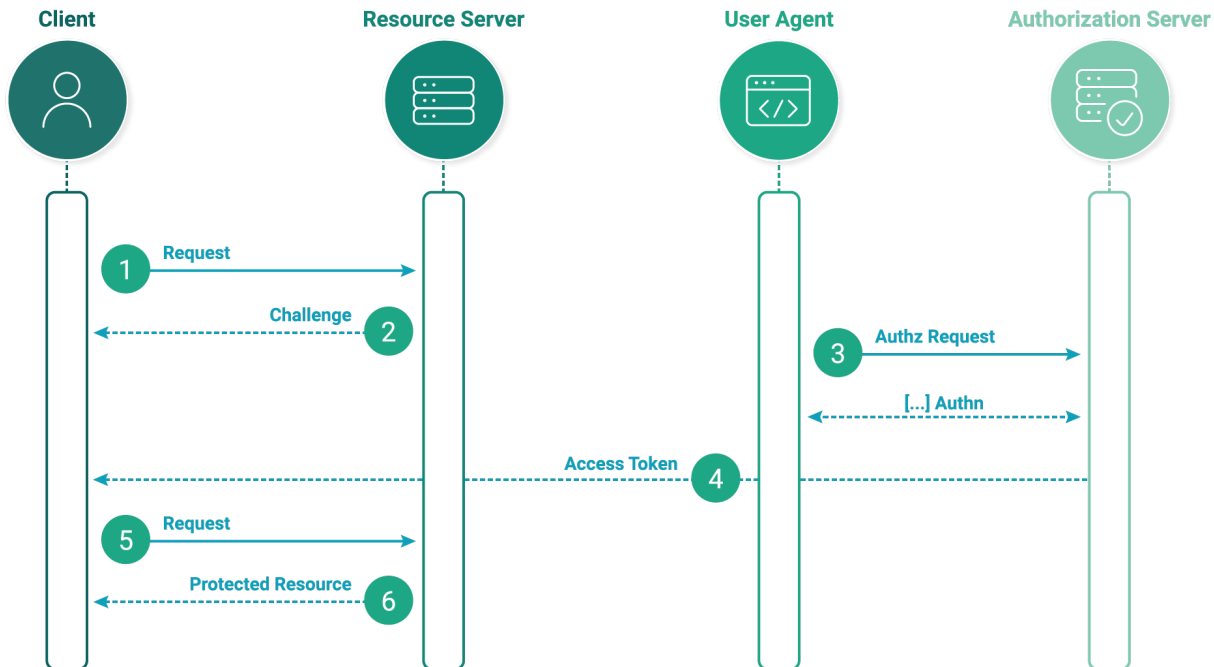 Client
Resource Server
User Agent
Authorization Server
</>
1
Request
Challenge
2
3
Authz Request
[...] Authn
Access Token
4
5
Request
Protected Resource
6